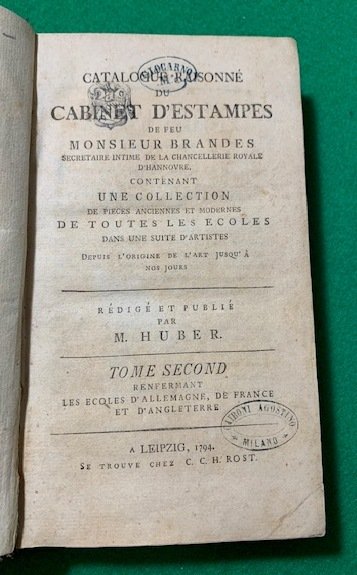 CATALOGUE RAISONNÉ
DU
CABINET D'ESTAMPES
DE FEU
MONSIEUR BRANDES
SECRETAIRE INTIME DE LA CHANCELLERIE ROYALE
D'HANNOVRE,
CONTENANT
UNE COLLECTION
DE PIECES ANCIENNES ET MODERNES
DE TOUTES LES ECOLES
DANS UNE SUITE D'ARTISTES
DEPUIS L'ORIGINE DE L'ART JUSQU'À
NOS JOURS
RÉDIGÉ ET PUBLIÉ
PAR
M. HUBER.
TOME SECOND
RENFERMANT
LES ECOLES D'ALLEMAGNE, DE FRANCE
ET D'ANGLETERRE
AGOSTINO
MILANO
A LEIPZIG, 1794.
SE TROUVE CHEZ C. C. H. ROST.